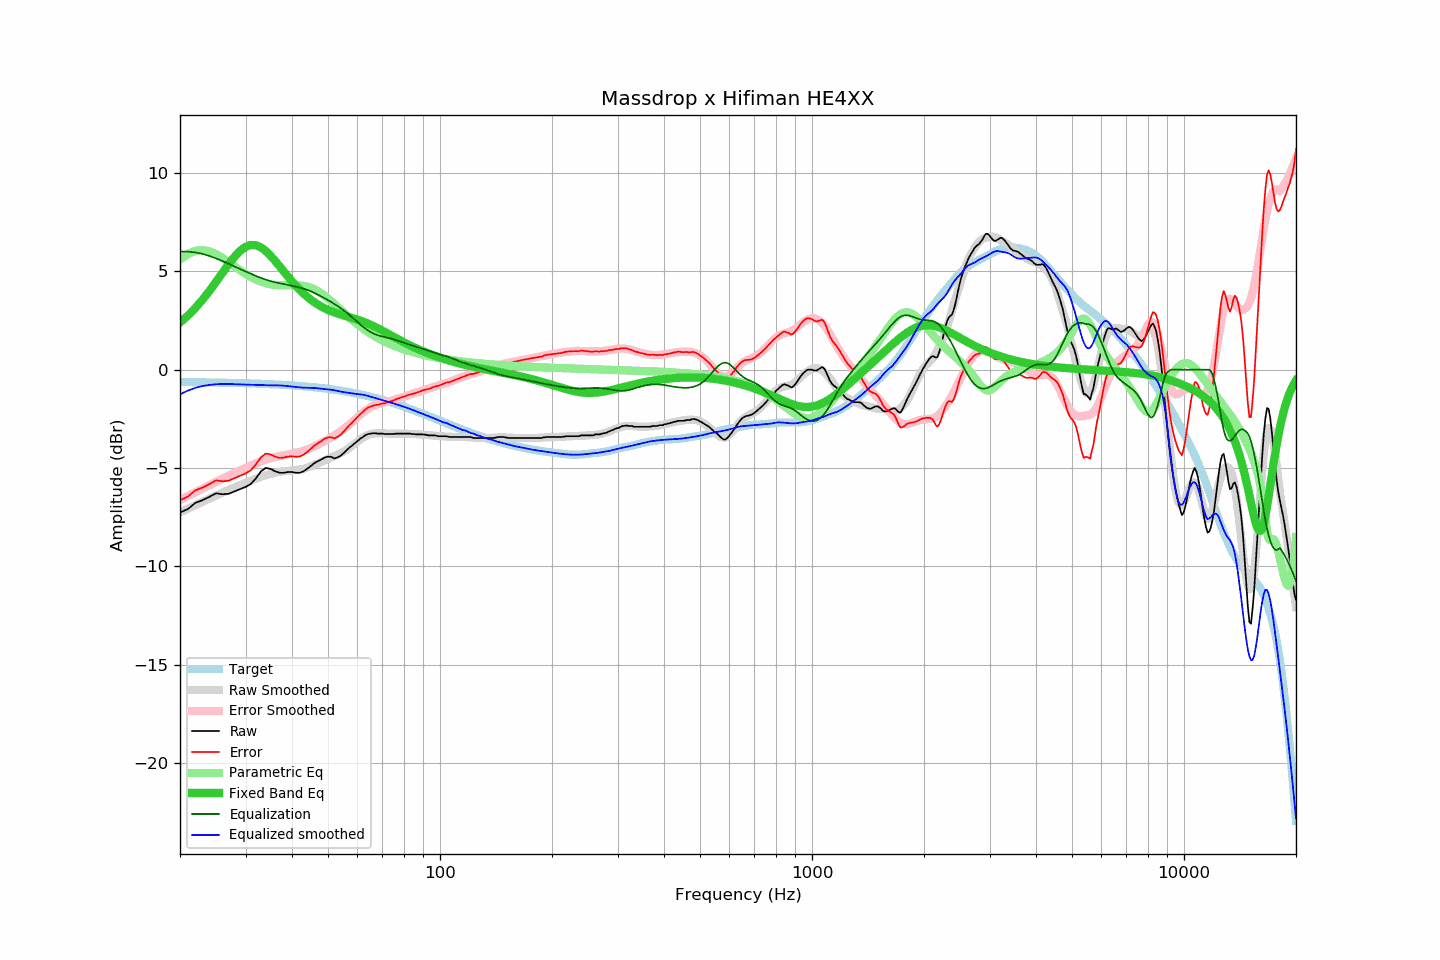 Massdrop x Hifiman HE4XX
Amplitude (dBr)
10
5
0
−5
−10
−15
−20
Target
Raw Smoothed
Error Smoothed
Raw
Error
Parametric Eq
Fixed Band Eq
Equalization
Equalized smoothed
100
1000
10000
Frequency (Hz)